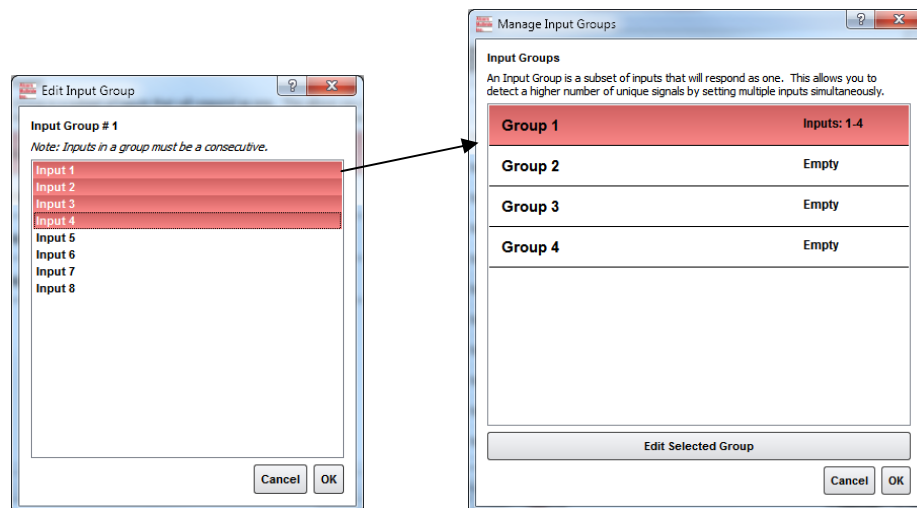 Edit Input Group
Input Group # 1
Note: Inputs in a group must be a consecutive.
Input 1
Input 2
Input 3
Input 4
Input 5
Input 6
Input 7
Input 8
Cancel OK
Manage Input Groups
Input Groups
An Input Group is a subset of inputs that will respond as one. This allows you to
detect a higher number of unique signals by setting multiple inputs simultaneously.
Group 1 Inputs: 1-4
Group 2 Empty
Group 3 Empty
Group 4 Empty
Edit Selected Group
Cancel OK